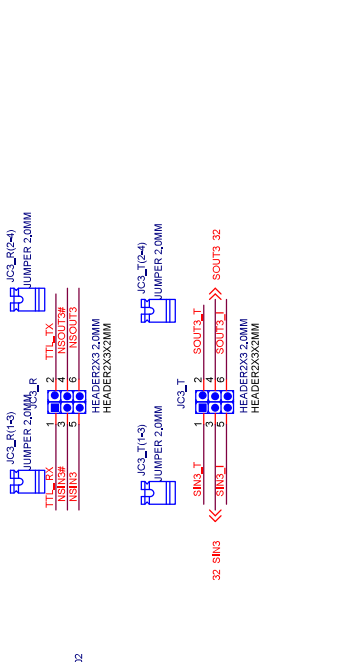 JC3_R(2-4)
JUMPER 2.0MM
TTL_TX
NSOUT3#
NSOUT3
2
4
6
JC3_R
HEADER2X3 2.0MM
HEADER2X3X2MM
1
3
5
JC3_R(1-3)
JUMPER 2.0MM
TTL_RX
NSIN3#
NSIN3
JC3_T(2-4)
JUMPER 2.0MM
SOUT3 32
SOUT3_T
SOUT3_I
2
4
6
JC3_T
HEADER2X3 2.0MM
HEADER2X3X2MM
1
3
5
JC3_T(1-3)
JUMPER 2.0MM
SIN3_T
SIN3_I
32 SIN3